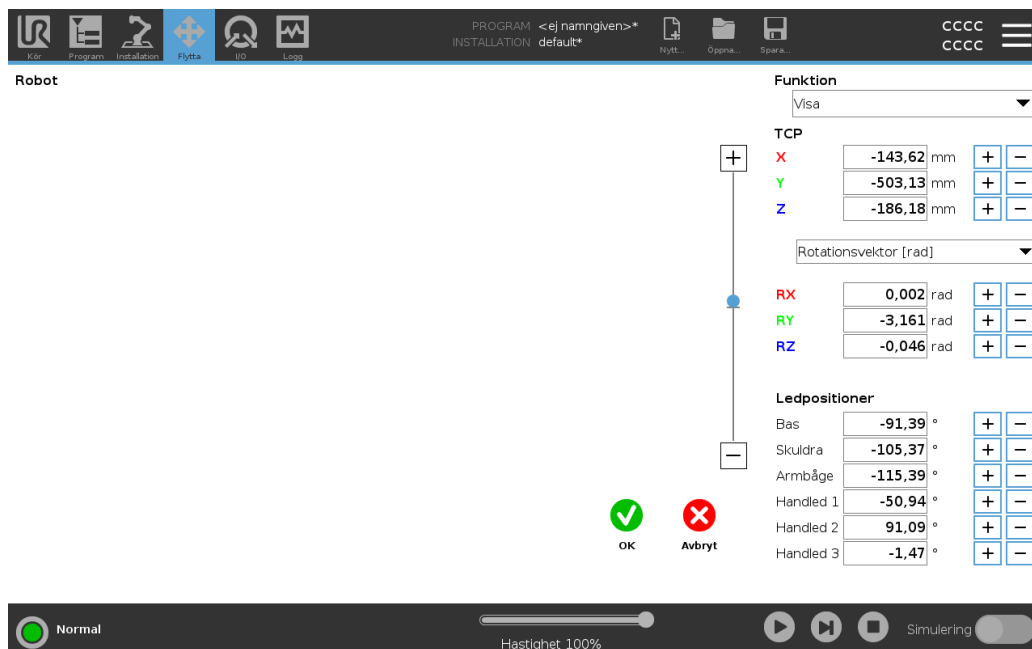 Kör Program Installation Flytta I/O Logg
PROGRAM <ej namngiven>*
INSTALLATION default*
Nytt... Öppna... Spara...
CCCC
CCCC
Robot
Funktion
Visa
TCP
X -143,62 mm + −
Y -503,13 mm + −
Z -186,18 mm + −
Rotationsvektor [rad]
RX 0,002 rad + −
RY -3,161 rad + −
RZ -0,046 rad + −
Ledpositioner
Bas -91,39 ° + −
Skuldra -105,37 ° + −
Armbåge -115,39 ° + −
Handled 1 -50,94 ° + −
Handled 2 91,09 ° + −
Handled 3 -1,47 ° + −
+
−
OK Avbryt
Normal
Hastighet 100%
Simulering